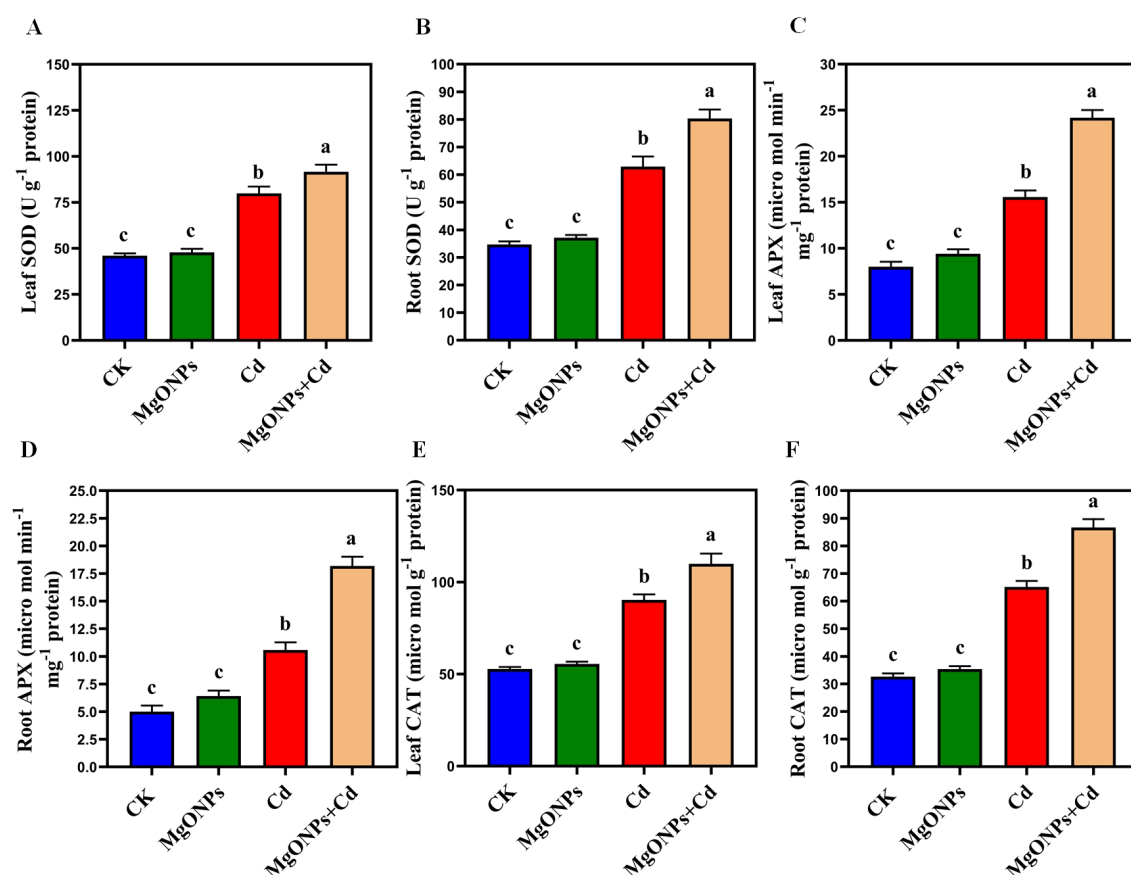 A
Leaf SOD (U g⁻¹ protein)
150
125
100
75
50
25
0
c
c
b
a
CK
MgONPs
Cd
MgONPs+Cd
B
Root SOD (U g⁻¹ protein)
100
90
80
70
60
50
40
30
20
10
0
c
c
b
a
CK
MgONPs
Cd
MgONPs+Cd
C
Leaf APX (micro mol min⁻¹
mg⁻¹ protein)
30
25
20
15
10
5
0
c
c
b
a
CK
MgONPs
Cd
MgONPs+Cd
D
Root APX (micro mol min⁻¹
mg⁻¹ protein)
25.0
22.5
20.0
17.5
15.0
12.5
10.0
7.5
5.0
2.5
0.0
c
c
b
a
CK
MgONPs
Cd
MgONPs+Cd
E
Leaf CAT (micro mol g⁻¹ protein)
150
100
50
0
c
c
b
a
CK
MgONPs
Cd
MgONPs+Cd
F
Root CAT (micro mol g⁻¹ protein)
100
90
80
70
60
50
40
30
20
10
0
c
c
b
a
CK
MgONPs
Cd
MgONPs+Cd